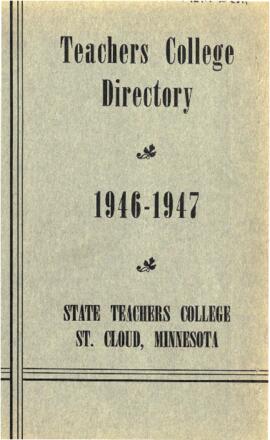 Teachers College
Directory
1946-1947
STATE TEACHERS COLLEGE
ST. CLOUD, MINNESOTA